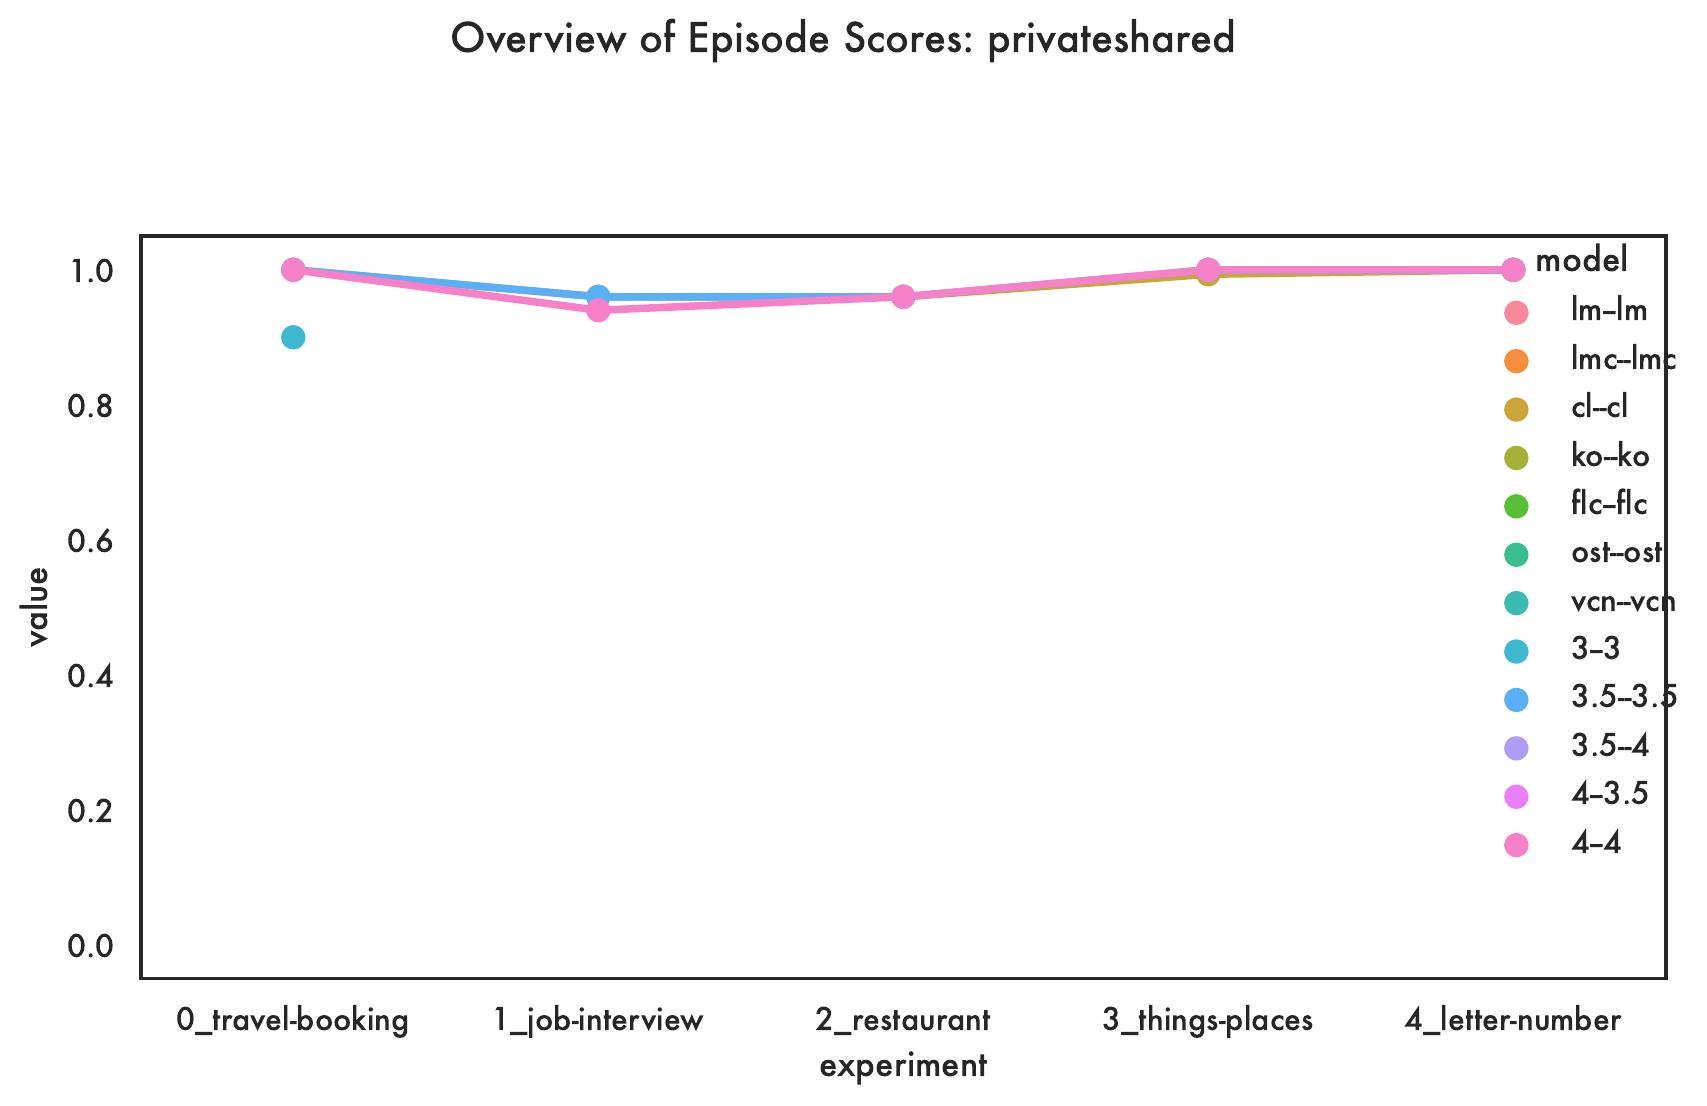 Overview of Episode Scores: privateshared
1.0
0.8
0.6
0.4
0.2
0.0
value
0_travel-booking
1_job-interview
2_restaurant
3_things-places
4_letter-number
experiment
model
lm--lm
lmc--lmc
cl--cl
ko--ko
flc--flc
ost--ost
vcn--vcn
3--3
3.5--3.5
3.5--4
4--3.5
4--4